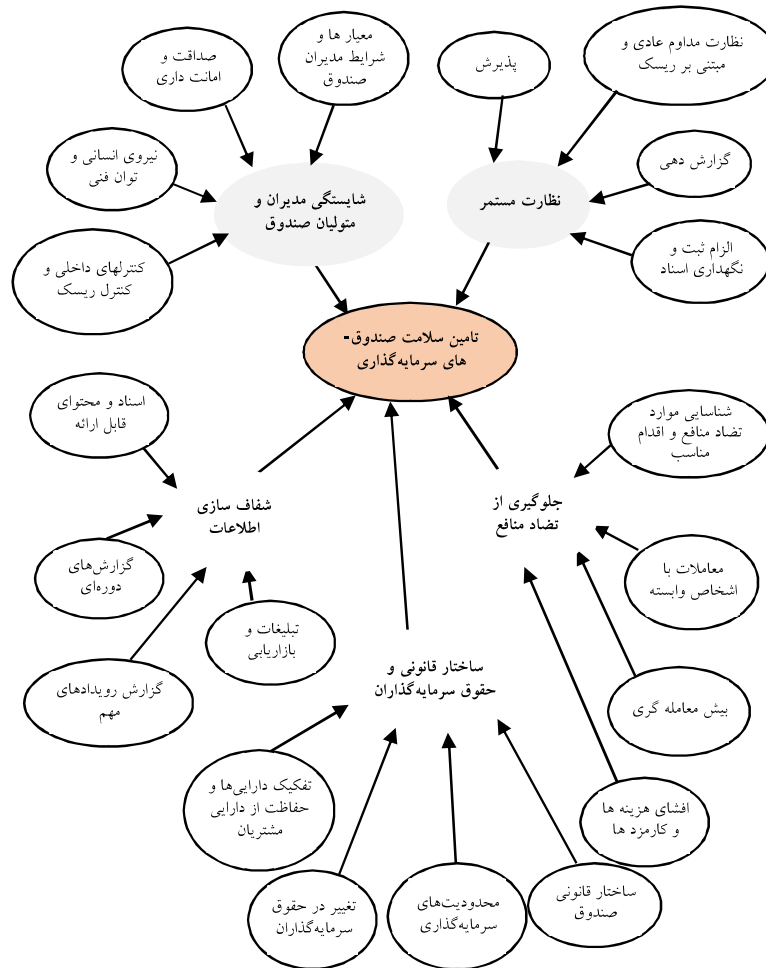 معیار ها و
شرایط مدیران
صندوق
صداقت و
امانت داری
نیروی انسانی و
توان فنی
کنترلهای داخلی و
کنترل ریسک
شایستگی مدیران و
متولیان صندوق
نظارت مداوم عادی و
مبتنی بر ریسک
پذیرش
گزارش دهی
الزام ثبت و
نگهداری اسناد
نظارت مستمر
تامین سلامت صندوق-
های سرمایه‌گذاری
شناسایی موارد
تضاد منافع و اقدام
مناسب
معاملات با
اشخاص وابسته
بیش معامله گری
افشای هزینه ها
و کارمزد ها
جلوگیری از
تضاد منافع
اسناد و محتوای
قابل ارائه
گزارش‌های
دوره‌ای
گزارش رویدادهای
مهم
تبلیغات و
بازاریابی
شفاف سازی
اطلاعات
ساختار قانونی و
حقوق سرمایه‌گذاران
تفکیک دارایی‌ها و
حفاظت از دارایی
مشتریان
تغییر در حقوق
سرمایه‌گذاران
محدودیت‌های
سرمایه‌گذاری
ساختار قانونی
صندوق